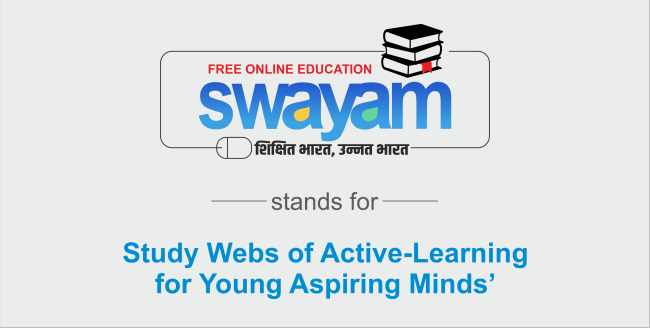 FREE ONLINE EDUCATION
swayam
शिक्षित भारत, उन्नत भारत
stands for
Study Webs of Active-Learning
for Young Aspiring Minds’